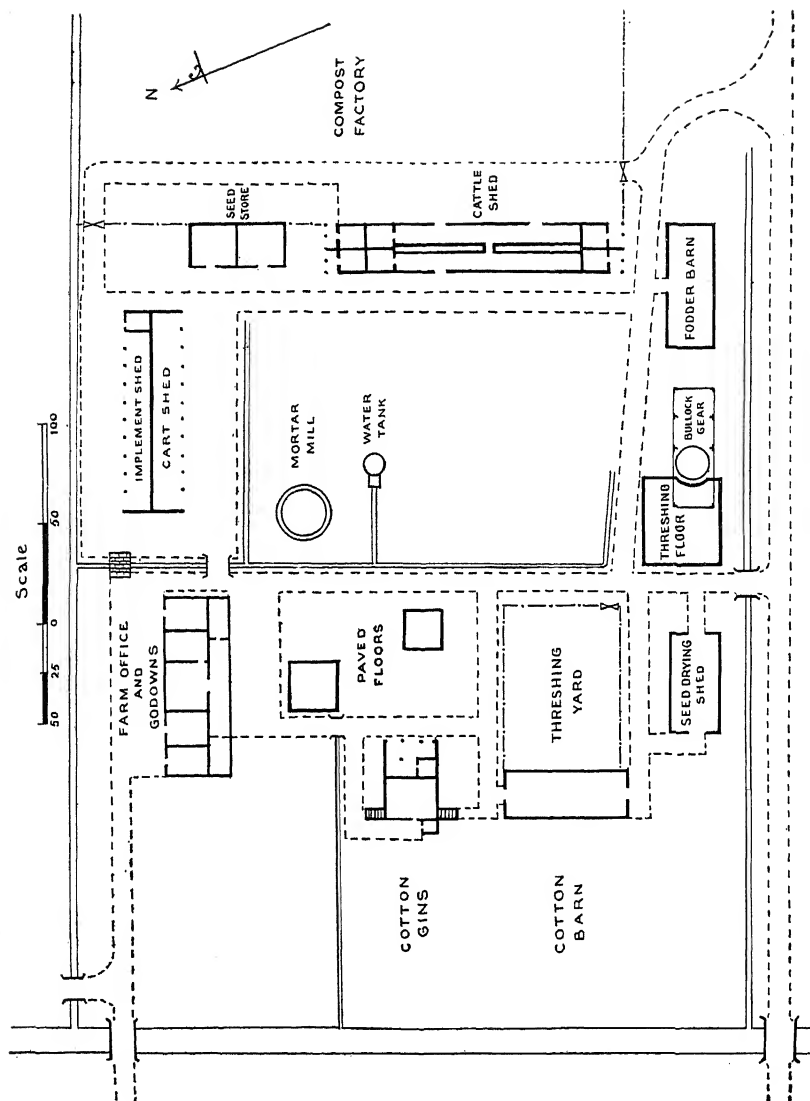 Scale
50 25 0 50 100
N
FARM OFFICE
AND
GODOWNS
IMPLEMENT SHED
CART SHED
SEED
STORE
COMPOST
FACTORY
MORTAR
MILL
WATER
TANK
PAVED
FLOORS
COTTON
GINS
CATTLE
SHED
COTTON
BARN
THRESHING
YARD
SEED DRYING
SHED
THRESHING
FLOOR
BULLOCK
GEAR
FODDER BARN